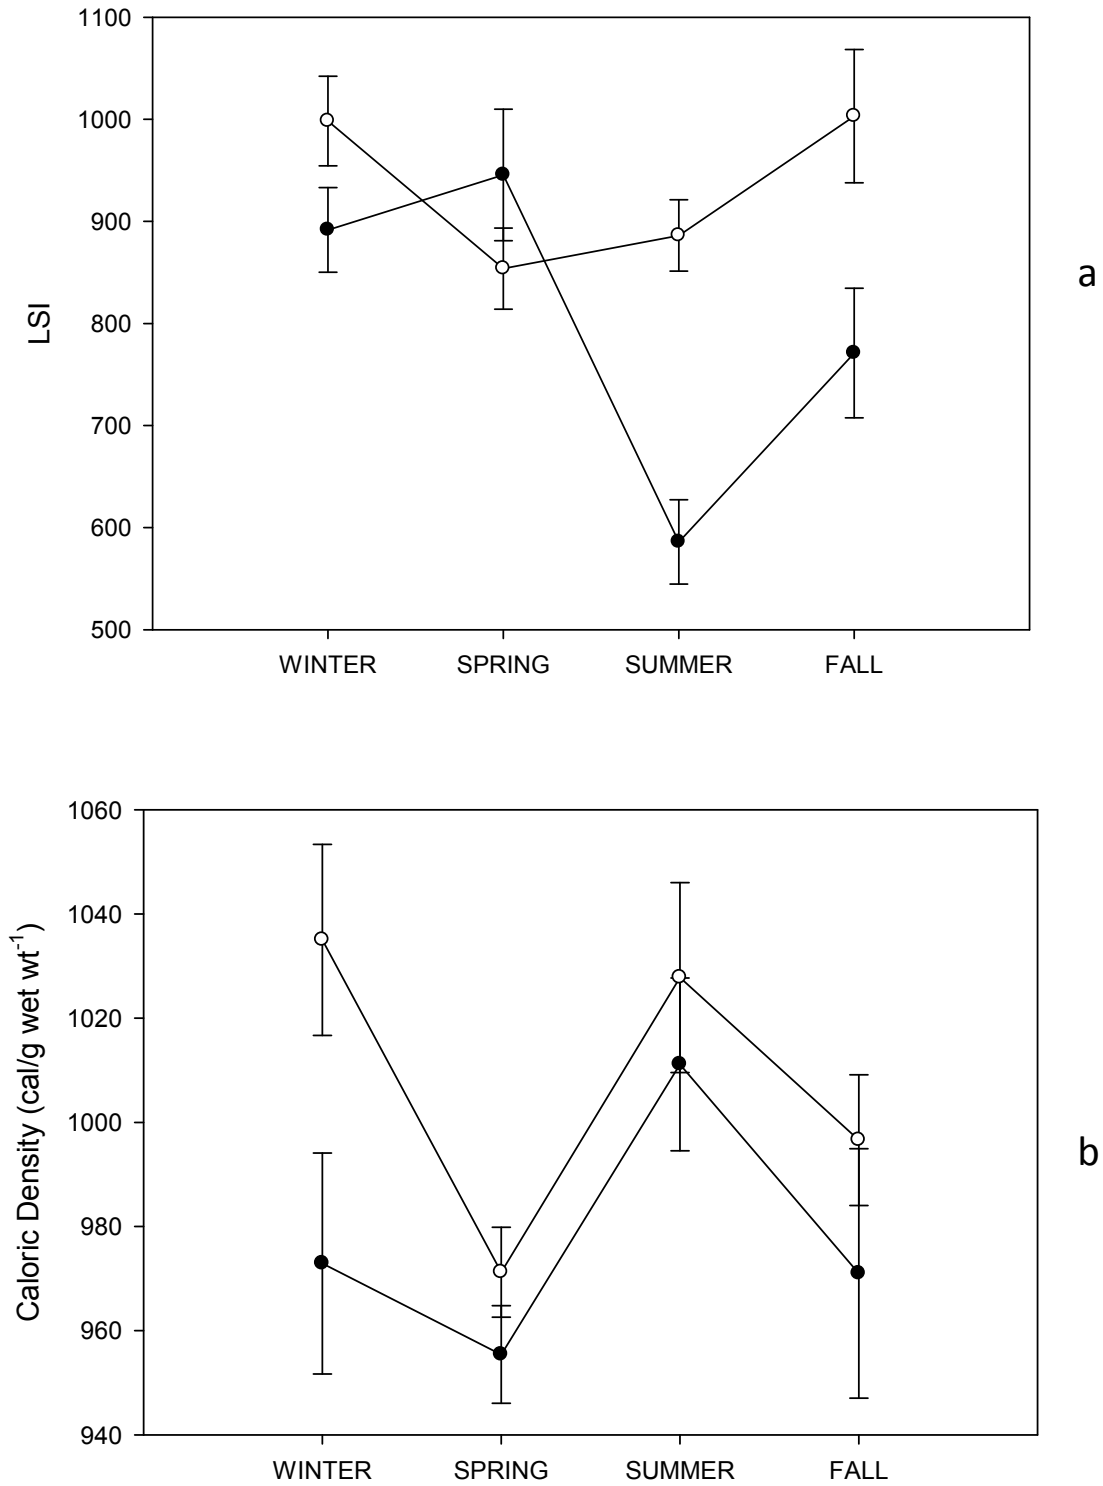 1100
1000
900
800
700
600
500
LSI
WINTER SPRING SUMMER FALL
a
1060
1040
1020
1000
980
960
940
Caloric Density (cal/g wet wt⁻¹)
WINTER SPRING SUMMER FALL
b